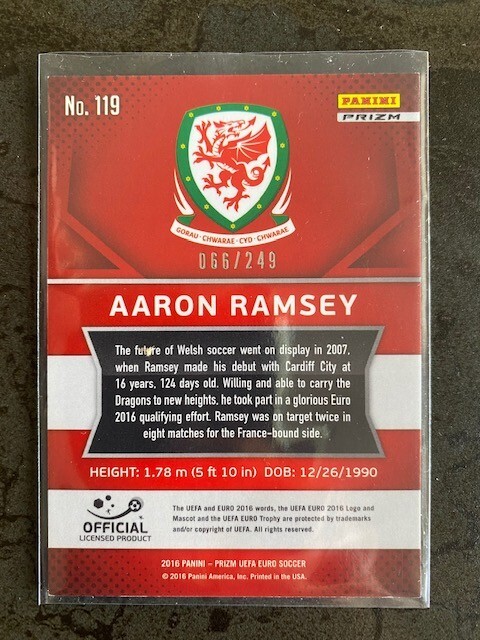 No. 119
PANINI
PRIZM
GORAU · CHWARAE · CYD · CHWARAE
066/249
AARON RAMSEY
The future of Welsh soccer went on display in 2007,
when Ramsey made his debut with Cardiff City at
16 years, 124 days old. Willing and able to carry the
Dragons to new heights, he took part in a glorious Euro
2016 qualifying effort. Ramsey was on target twice in
eight matches for the France-bound side.
HEIGHT: 1.78 m (5 ft 10 in) DOB: 12/26/1990
OFFICIAL
LICENSED PRODUCT
The UEFA and EURO 2016 words, the UEFA EURO 2016 Logo and
Mascot and the UEFA EURO Trophy are protected by trademarks
and/or copyright of UEFA. All rights reserved.
2016 PANINI – PRIZM UEFA EURO SOCCER
© 2016 Panini America, Inc. Printed in the USA.